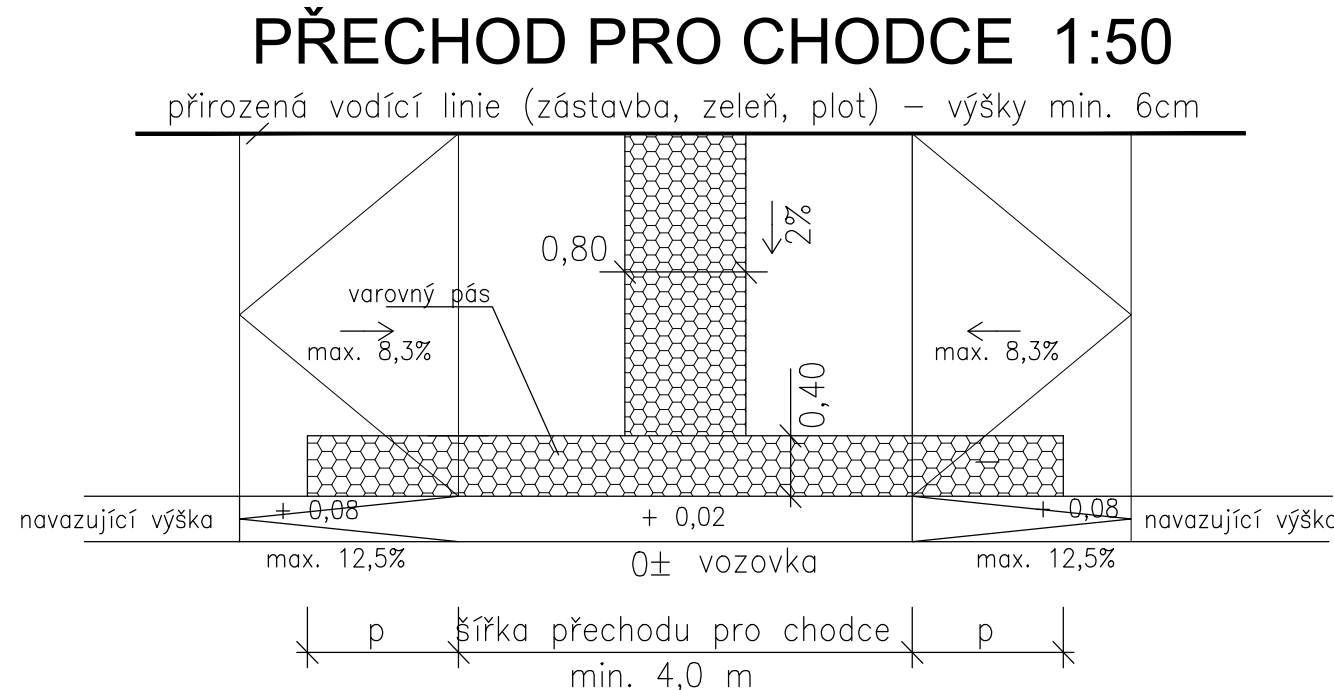 PŘECHOD PRO CHODCE 1:50
přirozená vodící linie (zástavba, zeleň, plot) – výšky min. 6cm
2%
0,80
varovný pás
max. 8,3%
max. 8,3%
0,40
navazující výška
+ 0,08
+ 0,02
+ 0,08
navazující výška
max. 12,5%
0± vozovka
max. 12,5%
p
šířka přechodu pro chodce
p
min. 4,0 m